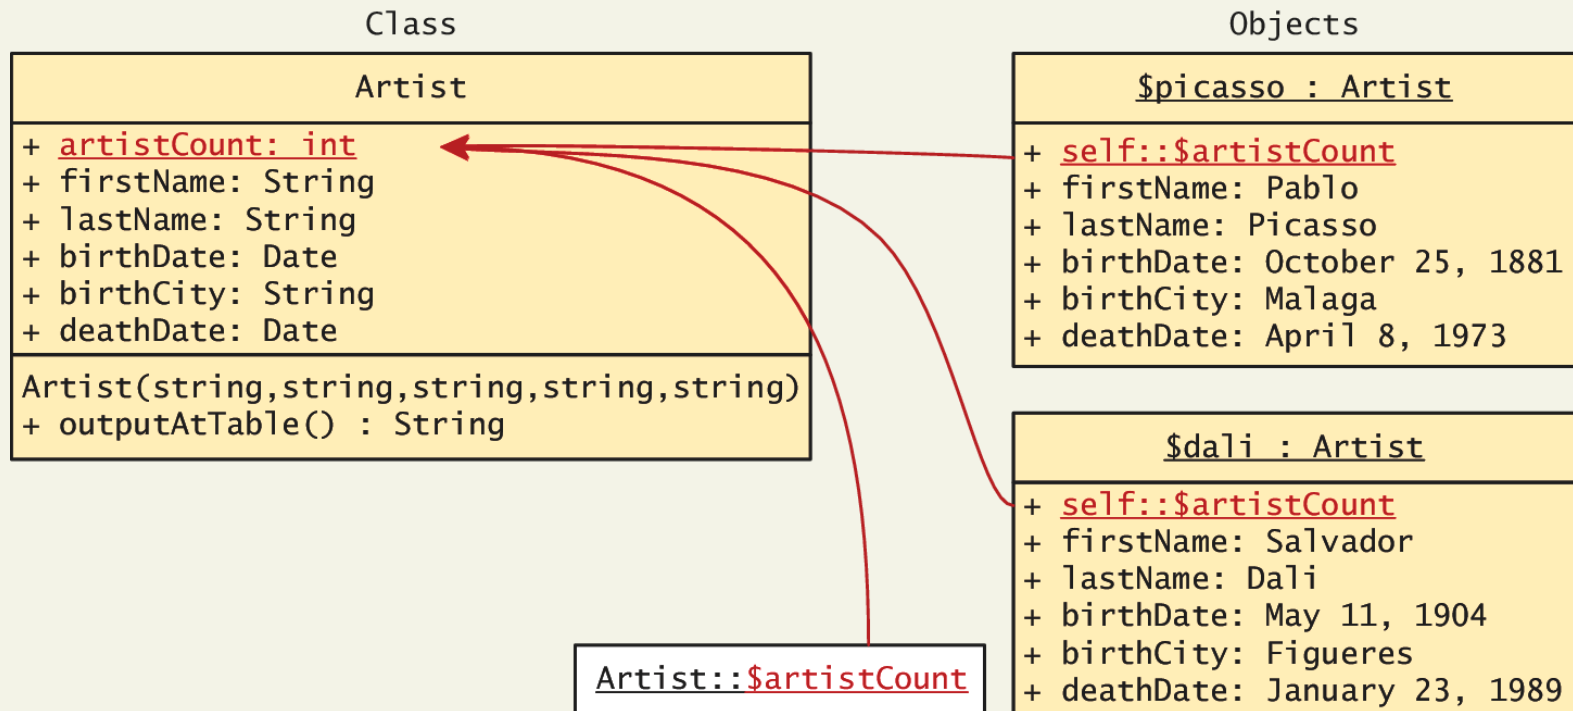 Class
Artist
+ artistCount: int
+ firstName: String
+ lastName: String
+ birthDate: Date
+ birthCity: String
+ deathDate: Date
Artist(string,string,string,string,string)
+ outputAtTable() : String
Objects
$picasso : Artist
+ self::$artistCount
+ firstName: Pablo
+ lastName: Picasso
+ birthDate: October 25, 1881
+ birthCity: Malaga
+ deathDate: April 8, 1973
$dali : Artist
+ self::$artistCount
+ firstName: Salvador
+ lastName: Dali
+ birthDate: May 11, 1904
+ birthCity: Figueres
+ deathDate: January 23, 1989
Artist::$artistCount